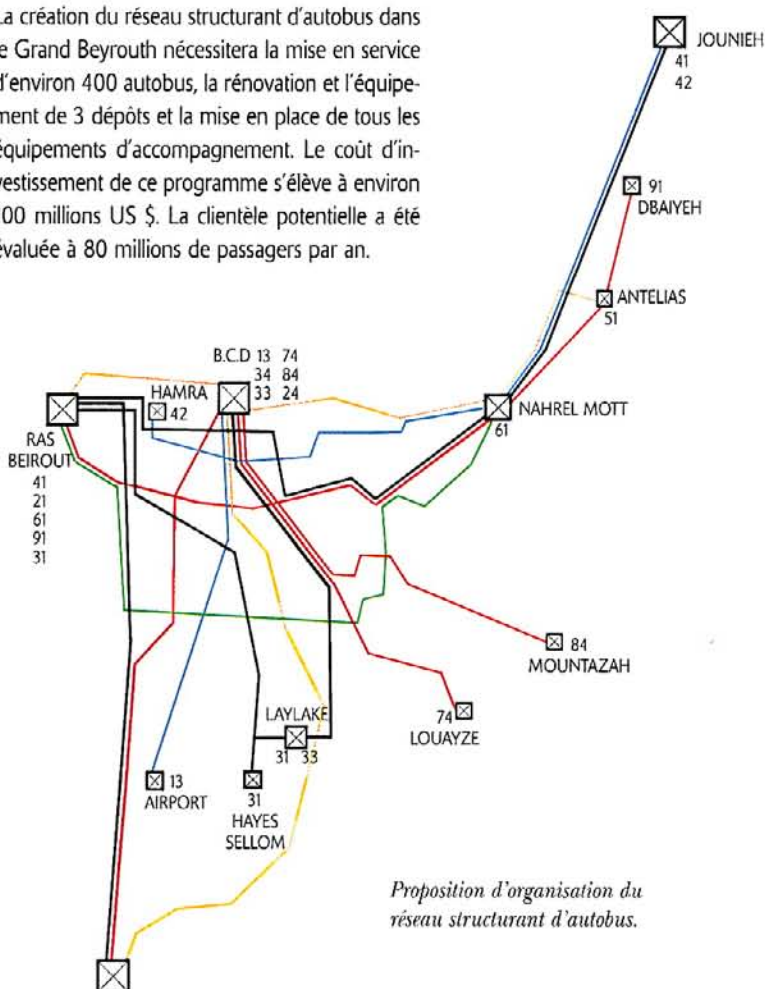 La création du réseau structurant d'autobus dans
e Grand Beyrouth nécessitera la mise en service
d'environ 400 autobus, la rénovation et l'équipe-
ment de 3 dépôts et la mise en place de tous les
équipements d'accompagnement. Le coût d'in-
vestissement de ce programme s'élève à environ
00 millions US $. La clientèle potentielle a été
évaluée à 80 millions de passagers par an.
JOUNIEH
41
42
91
DBAIYEH
ANTELIAS
51
B.C.D 13 74
34 84
33 24
HAMRA
42
NAHREL MOTT
61
RAS
BEIROUT
41
21
61
91
31
84
MOUNTAZAH
74
LOUAYZE
LAYLAKE
31 33
13
AIRPORT
31
HAYES
SELLOM
Proposition d'organisation du
réseau structurant d'autobus.